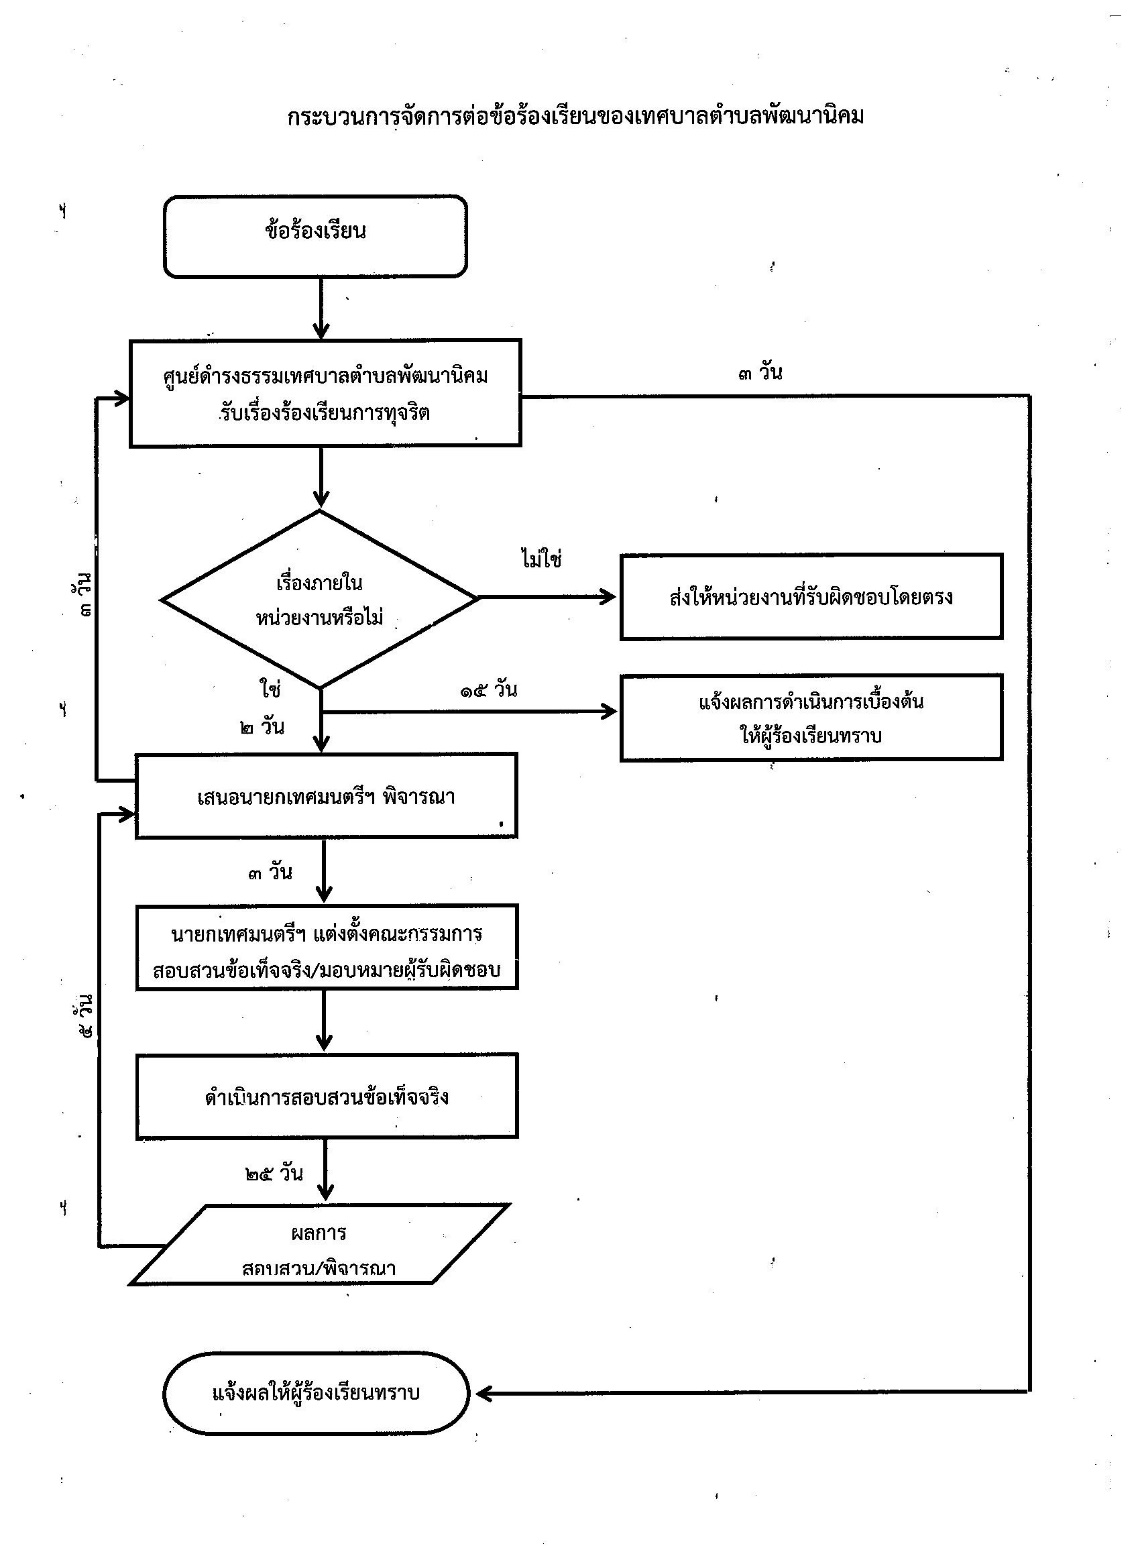 กระบวนการจัดการต่อข้อร้องเรียนของเทศบาลตำบลพัฒนานิคม
ข้อร้องเรียน
ศูนย์ดำรงธรรมเทศบาลตำบลพัฒนานิคม
รับเรื่องร้องเรียนการทุจริต
๓ วัน
เรื่องภายใน
หน่วยงานหรือไม่
ไม่ใช่
ส่งให้หน่วยงานที่รับผิดชอบโดยตรง
๓ วัน
ใช่
๒ วัน
๑๕ วัน
แจ้งผลการดำเนินการเบื้องต้น
ให้ผู้ร้องเรียนทราบ
เสนอนายกเทศมนตรีฯ พิจารณา
๓ วัน
นายกเทศมนตรีฯ แต่งตั้งคณะกรรมการ
สอบสวนข้อเท็จจริง/มอบหมายผู้รับผิดชอบ
๕ วัน
ดำเนินการสอบสวนข้อเท็จจริง
๒๕ วัน
ผลการ
สอบสวน/พิจารณา
แจ้งผลให้ผู้ร้องเรียนทราบ